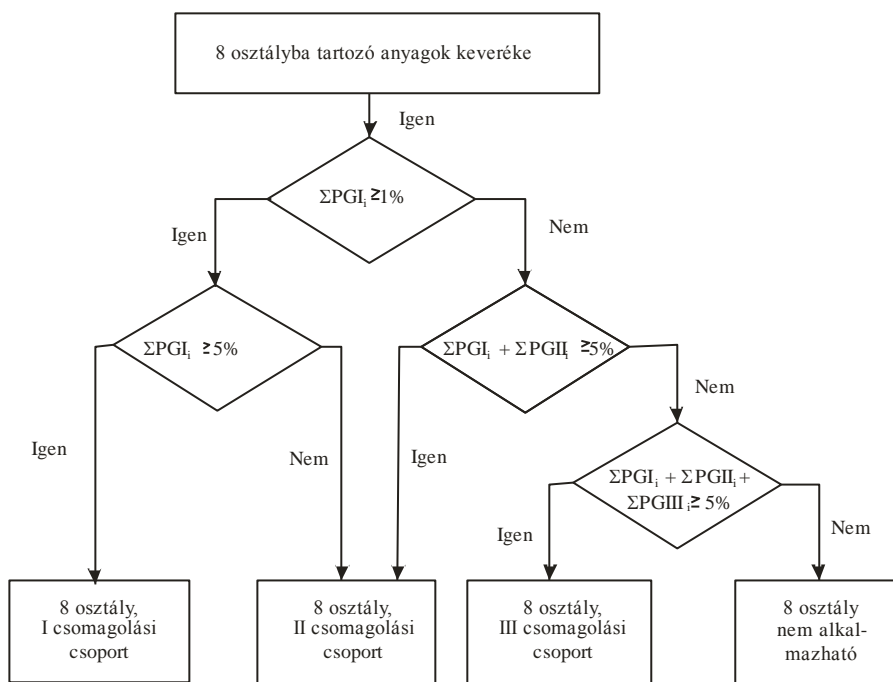 8 osztályba tartozó anyagok keveréke
Igen
ΣPGIᵢ ≥1%
Igen
Nem
ΣPGIᵢ ≥5%
ΣPGIᵢ + ΣPGIIᵢ ≥5%
Igen
Nem
Igen
Nem
ΣPGIᵢ + ΣPGIIᵢ+
ΣPGIIIᵢ≥ 5%
Igen
Nem
8 osztály,
I csomagolási
csoport
8 osztály,
II csomagolási
csoport
8 osztály,
III csomagolási
csoport
8 osztály
nem alkal-
mazható